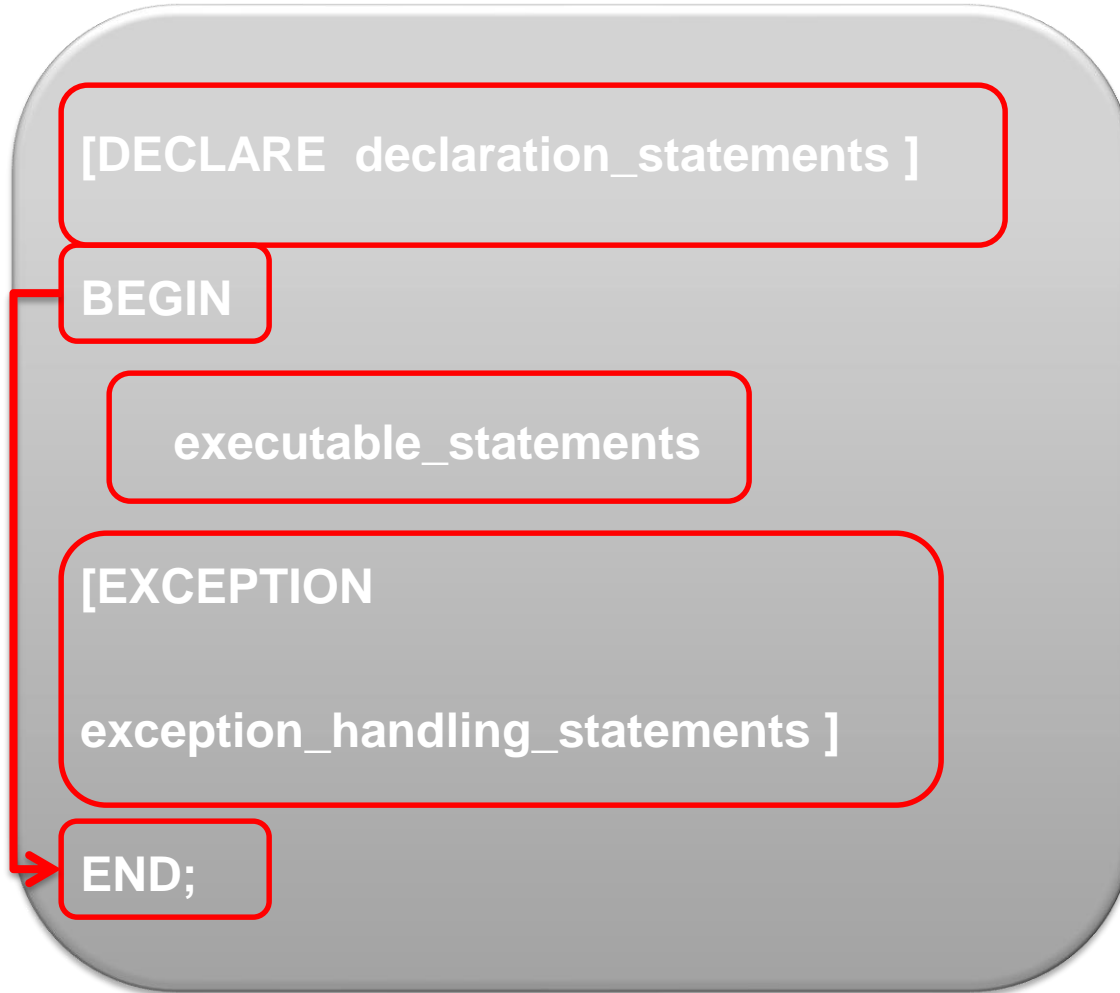 [DECLARE declaration_statements ]
BEGIN
executable_statements
[EXCEPTION
exception_handling_statements ]
END;